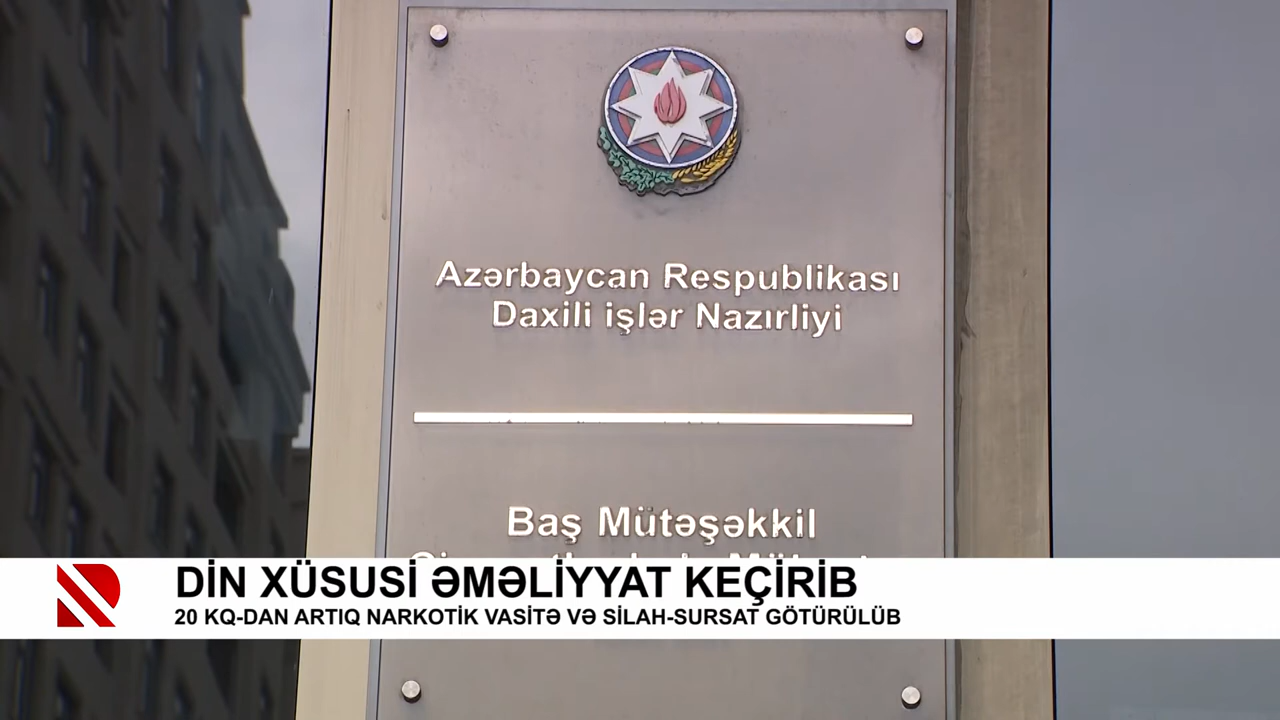 Azərbaycan Respublikası
Daxili işlər Nazırliyi
Baş Mütəşəkkil
DİN XÜSUSİ ƏMƏLİYYAT KEÇİRİB
20 KQ-DAN ARTIQ NARKOTİK VASİTƏ VƏ SİLAH-SURSAT GÖTÜRÜLÜB